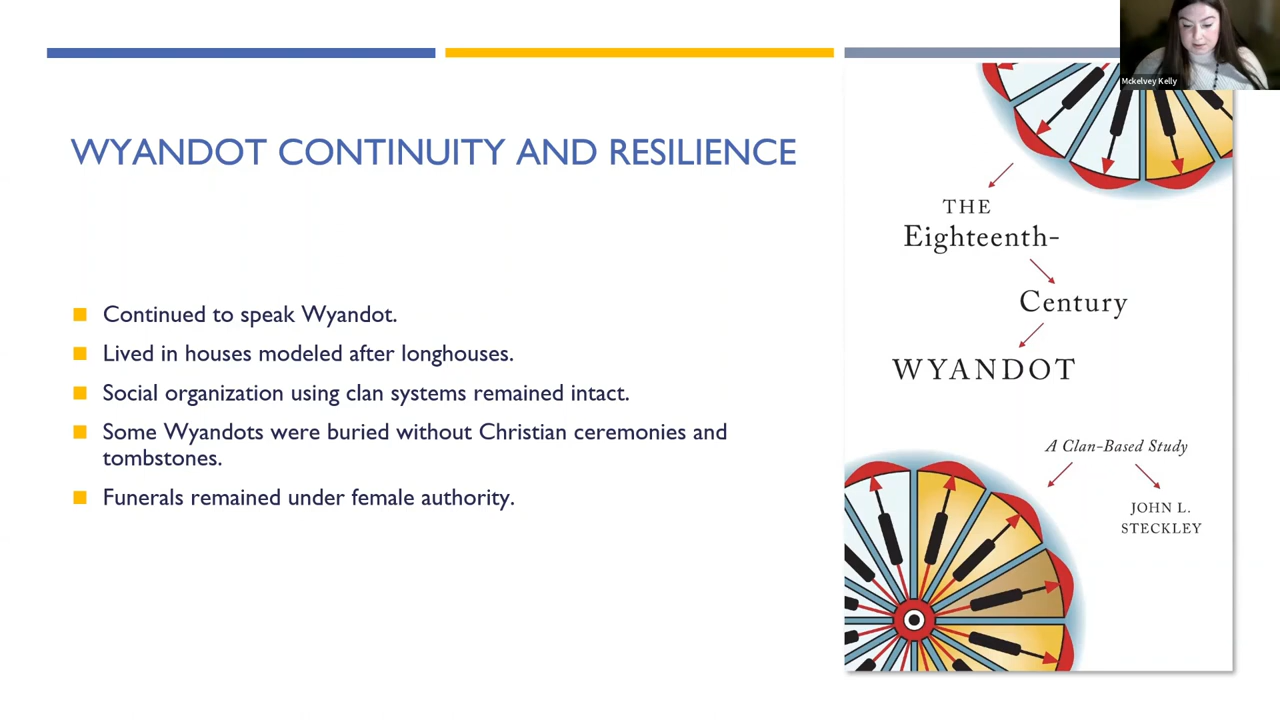 Mckelvey Kelly
WYANDOT CONTINUITY AND RESILIENCE
Continued to speak Wyandot.
Lived in houses modeled after longhouses.
Social organization using clan systems remained intact.
Some Wyandots were buried without Christian ceremonies and
tombstones.
Funerals remained under female authority.
THE
Eighteenth-
Century
WYANDOT
A Clan-Based Study
JOHN L.
STECKLEY